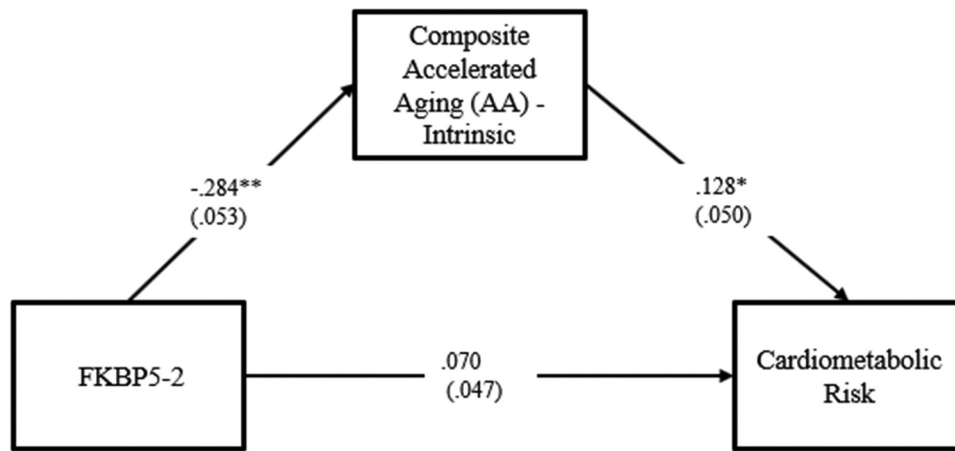 Composite
Accelerated
Aging (AA) -
Intrinsic
-.284**
(.053)
.128*
(.050)
FKBP5-2
.070
(.047)
Cardiometabolic
Risk